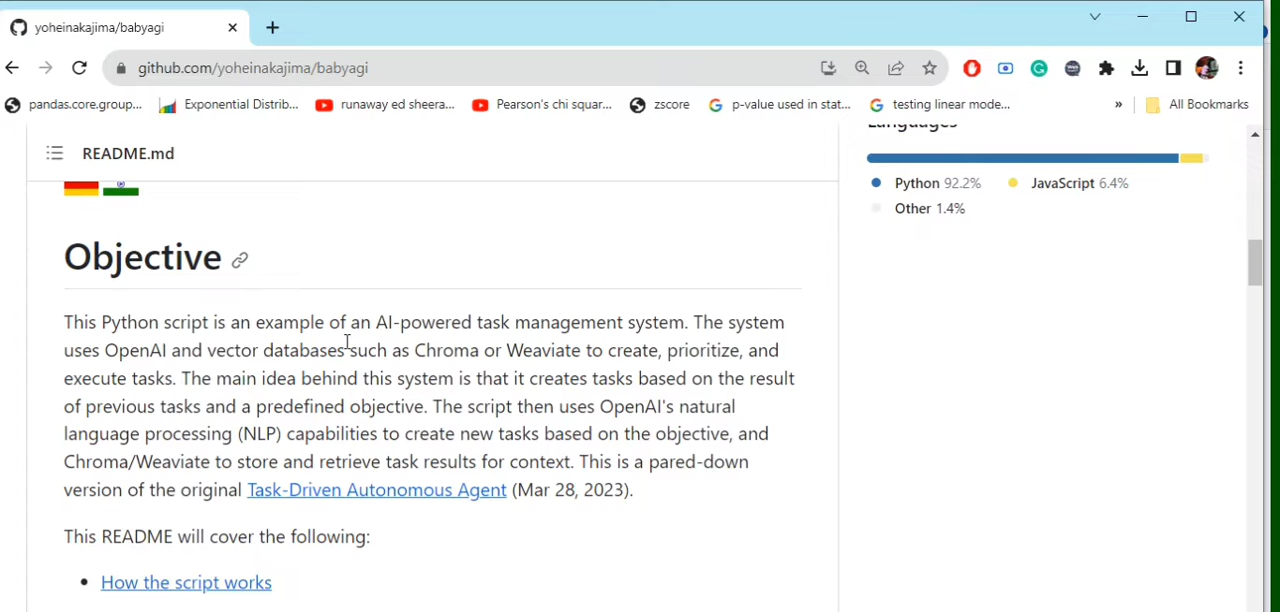 yoheinakajima/babyagi
github.com/yoheinakajima/babyagi
pandas.core.group... Exponential Distrib... runaway ed sheera... Pearson's chi squar... zscore p-value used in stat... testing linear mode... » All Bookmarks
README.md
Languages
Python 92.2% JavaScript 6.4%
Other 1.4%
Objective
This Python script is an example of an AI-powered task management system. The system
uses OpenAI and vector databases such as Chroma or Weaviate to create, prioritize, and
execute tasks. The main idea behind this system is that it creates tasks based on the result
of previous tasks and a predefined objective. The script then uses OpenAI's natural
language processing (NLP) capabilities to create new tasks based on the objective, and
Chroma/Weaviate to store and retrieve task results for context. This is a pared-down
version of the original Task-Driven Autonomous Agent (Mar 28, 2023).
This README will cover the following:
• How the script works